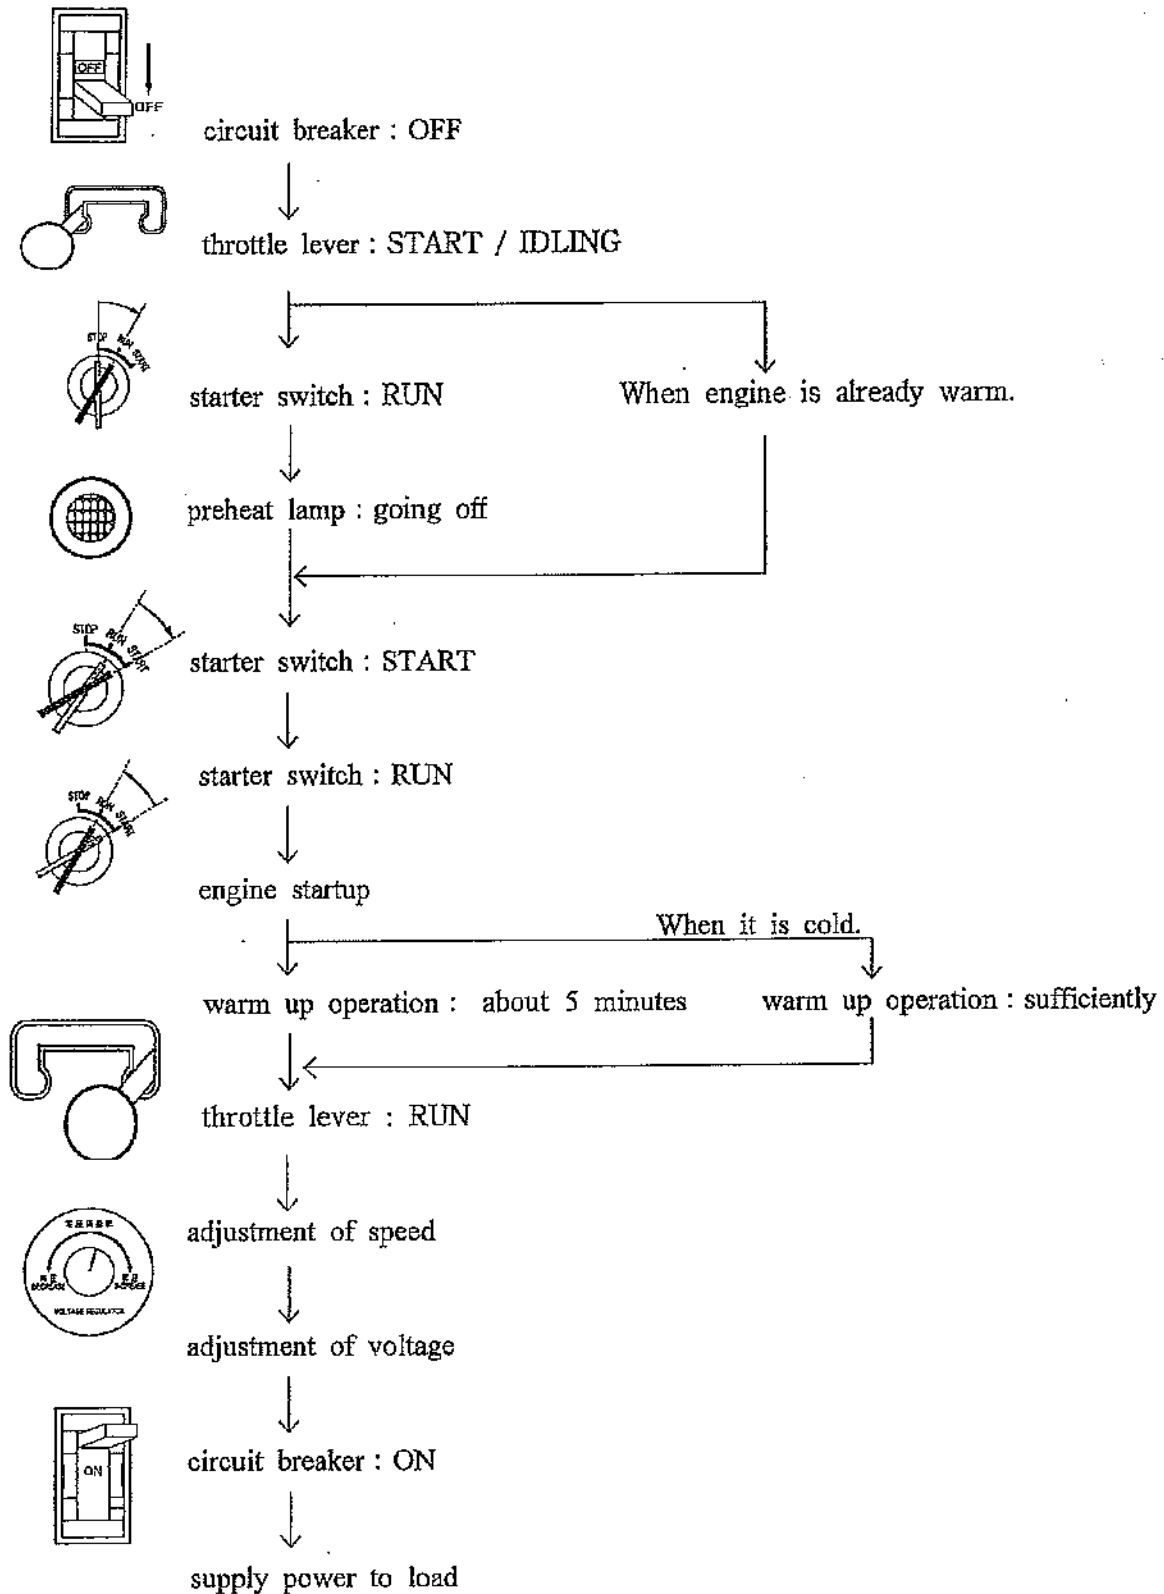 OFF
OFF
circuit breaker : OFF
throttle lever : START / IDLING
STOP RUN START
starter switch : RUN
When engine is already warm.
preheat lamp : going off
STOP RUN START
starter switch : START
starter switch : RUN
STOP RUN START
engine startup
When it is cold.
warm up operation : about 5 minutes
warm up operation : sufficiently
throttle lever : RUN
adjustment of speed
VOLTAGE REGULATOR
adjustment of voltage
ON
circuit breaker : ON
supply power to load